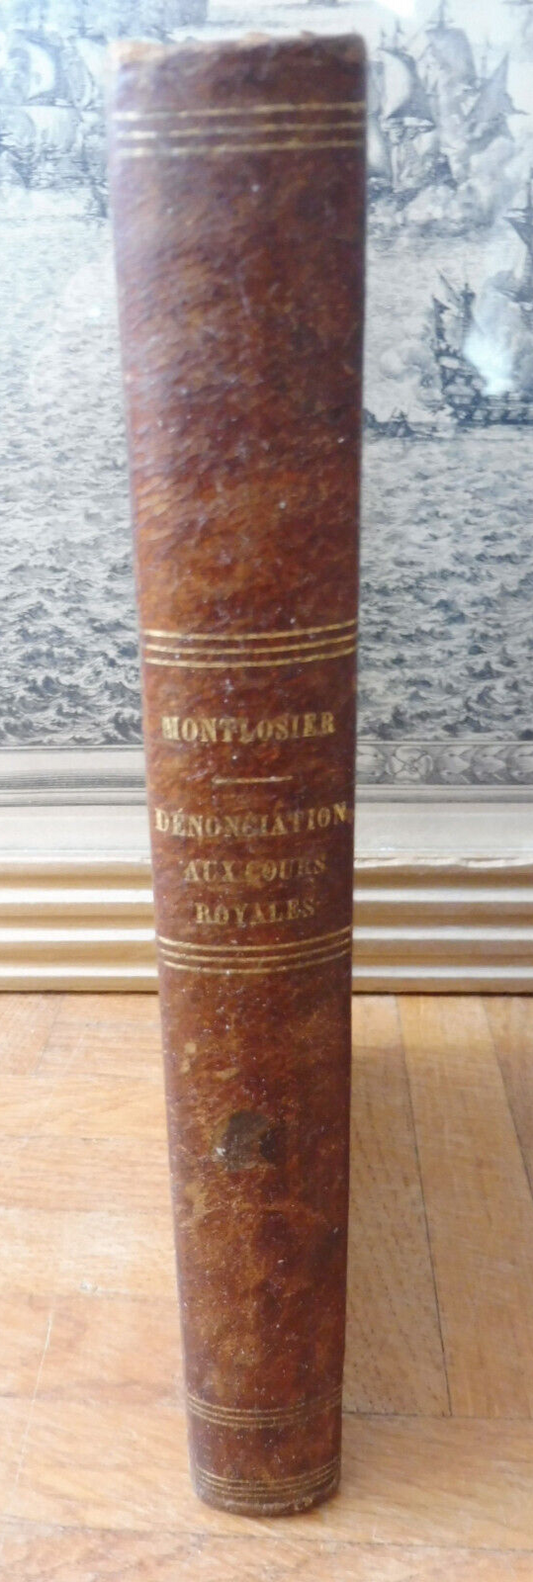 MONTLOSIER
DÉNONCIATION
AUX COURS
ROYALES